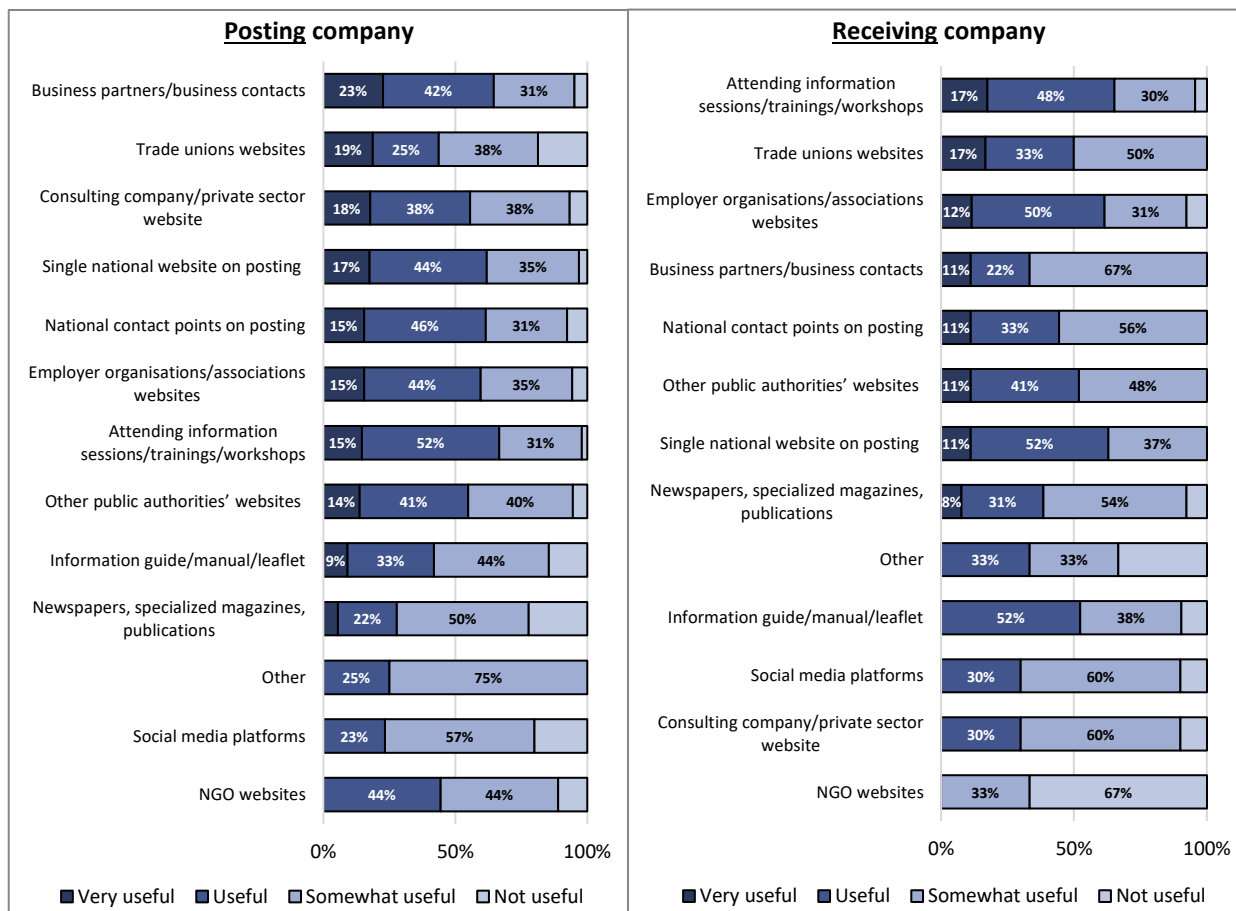 Posting company
Business partners/business contacts
23% 42% 31%
Trade unions websites
19% 25% 38%
Consulting company/private sector
website
18% 38% 38%
Single national website on posting
17% 44% 35%
National contact points on posting
15% 46% 31%
Employer organisations/associations
websites
15% 44% 35%
Attending information
sessions/trainings/workshops
15% 52% 31%
Other public authorities’ websites
14% 41% 40%
Information guide/manual/leaflet
9% 33% 44%
Newspapers, specialized magazines,
publications
22% 50%
Other
25% 75%
Social media platforms
23% 57%
NGO websites
44% 44%
0% 50% 100%
Very useful Useful Somewhat useful Not useful
Receiving company
Attending information
sessions/trainings/workshops
17% 48% 30%
Trade unions websites
17% 33% 50%
Employer organisations/associations
websites
12% 50% 31%
Business partners/business contacts
11% 22% 67%
National contact points on posting
11% 33% 56%
Other public authorities’ websites
11% 41% 48%
Single national website on posting
11% 52% 37%
Newspapers, specialized magazines,
publications
8% 31% 54%
Other
33% 33%
Information guide/manual/leaflet
52% 38%
Social media platforms
30% 60%
Consulting company/private sector
website
30% 60%
NGO websites
33% 67%
0% 50% 100%
Very useful Useful Somewhat useful Not useful